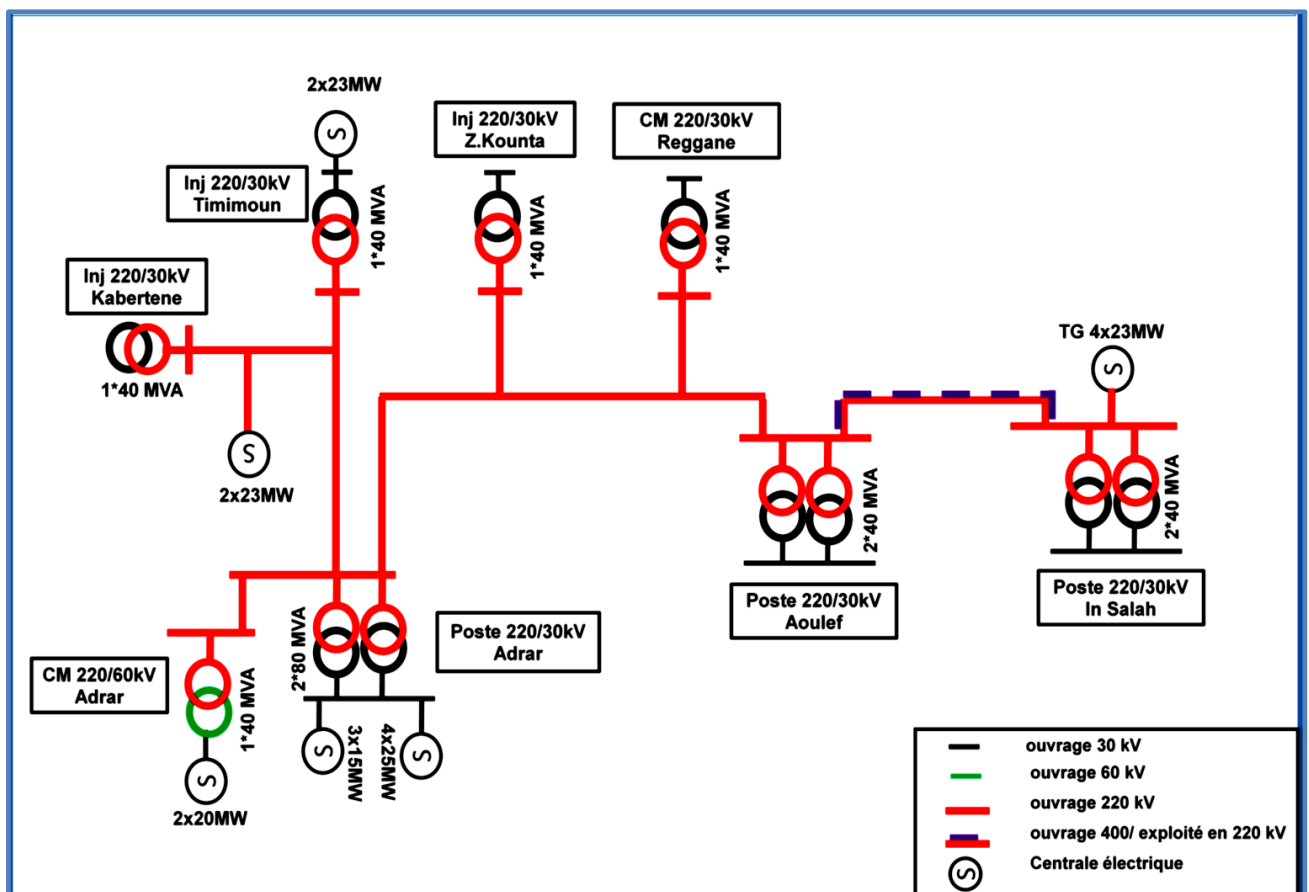 2x23MW
Inj 220/30kV
Z.Kounta
CM 220/30kV
Reggane
Inj 220/30kV
Timimoun
1*40 MVA
1*40 MVA
1*40 MVA
Inj 220/30kV
Kabertene
1*40 MVA
2x23MW
TG 4x23MW
2*40 MVA
2*40 MVA
Poste 220/30kV
Aoulef
Poste 220/30kV
In Salah
2*80 MVA
Poste 220/30kV
Adrar
CM 220/60kV
Adrar
1*40 MVA
3x15MW
4x25MW
2x20MW
ouvrage 30 kV
ouvrage 60 kV
ouvrage 220 kV
ouvrage 400/ exploité en 220 kV
Centrale électrique
S
S
S
S
S
S
S